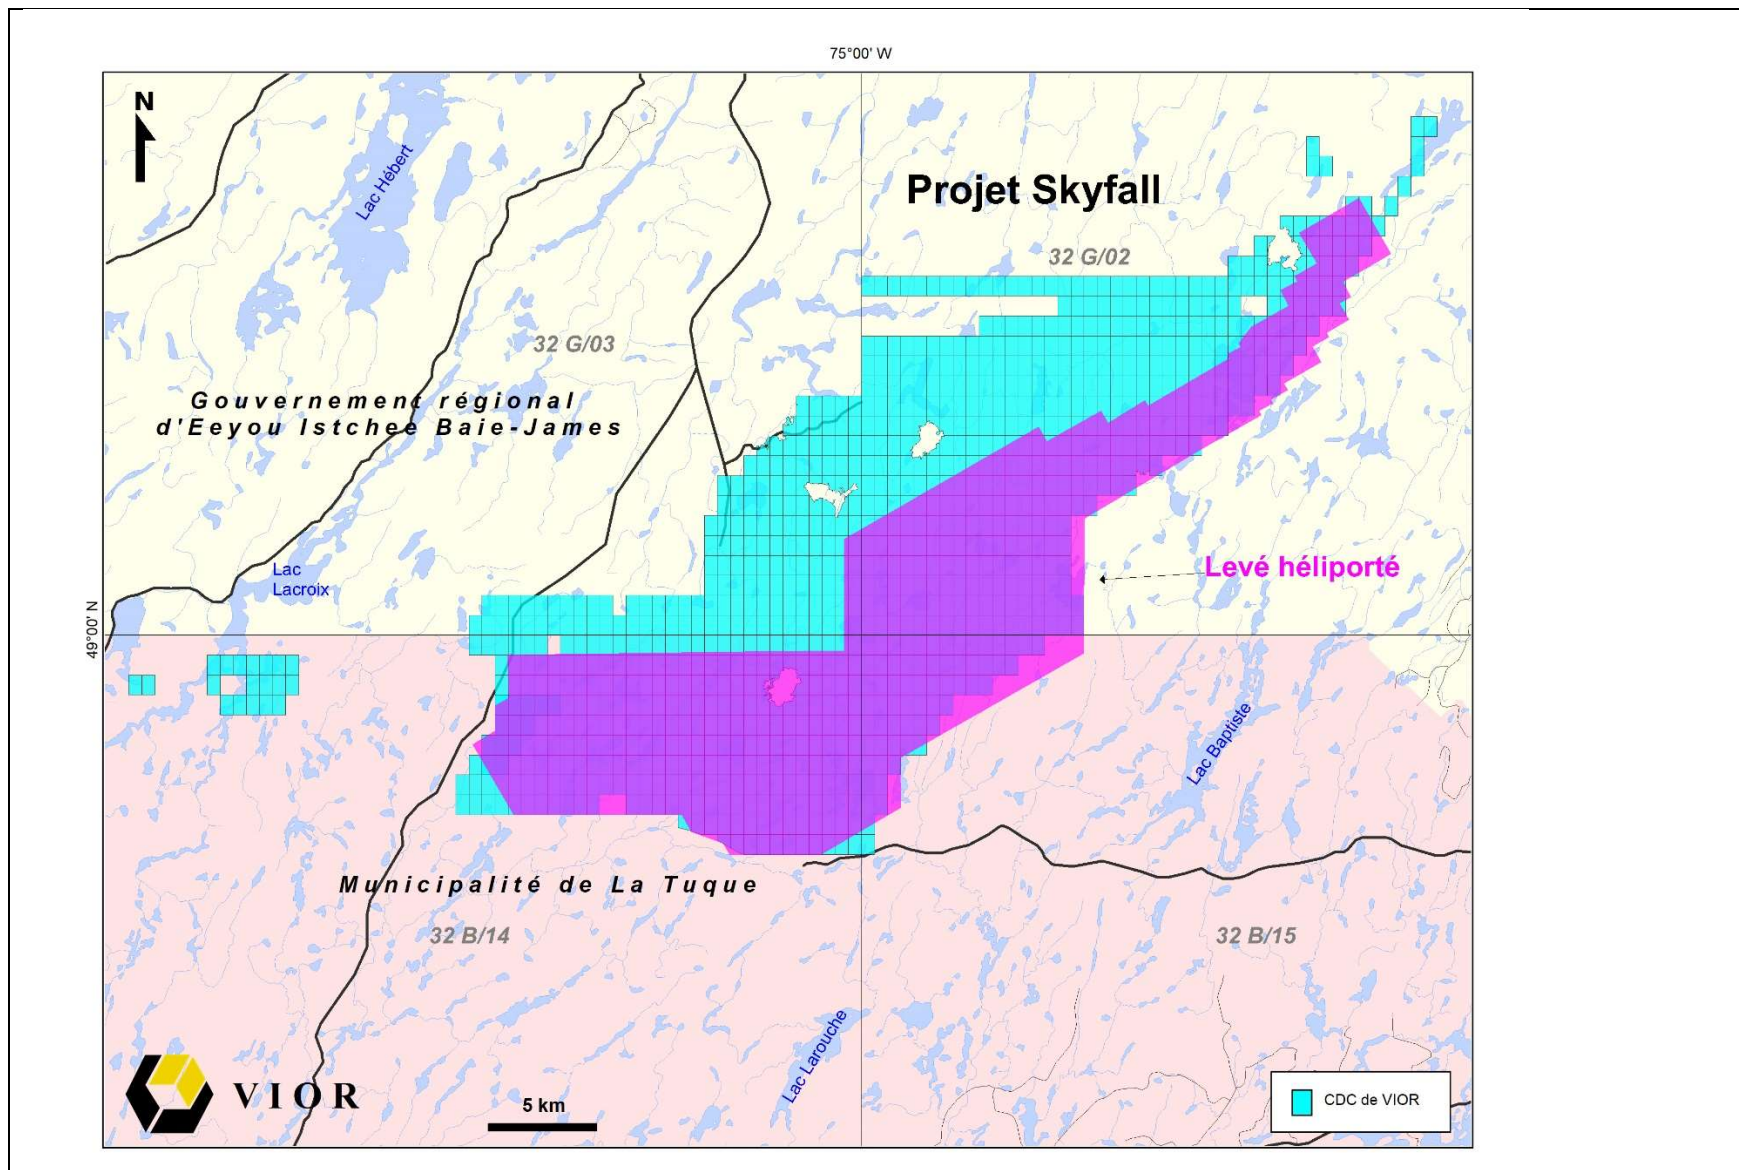 75°00' W
N
Lac Hébert
Projet Skyfall
32 G/02
32 G/03
Gouvernement régional
d'Eeyou Istchee Baie-James
Levé héliporté
Lac
Lacroix
49°00' N
Lac Baptiste
Municipalité de La Tuque
32 B/14
32 B/15
Lac Larouche
VIOR
5 km
CDC de VIOR